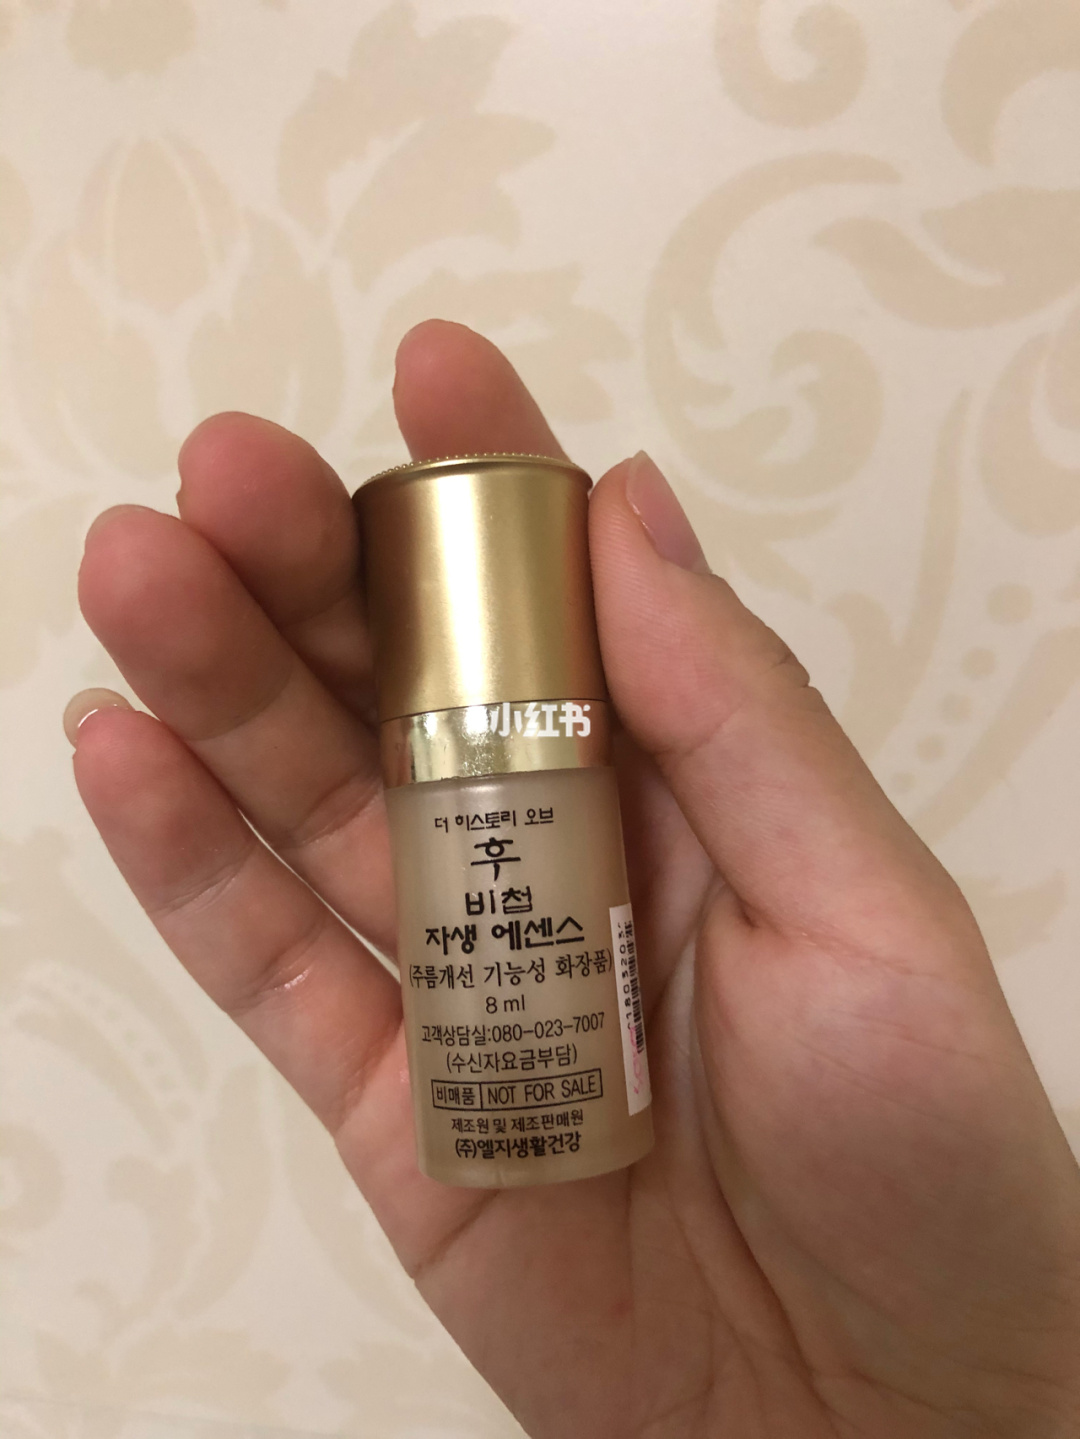 小红书
더 히스토리 오브
후
비첩
자생 에센스
(주름개선 기능성 화장품)
8 ml
고객상담실:080-023-7007
(수신자요금부담)
비매품 NOT FOR SALE
제조원 및 제조판매원
(주)엘지생활건강